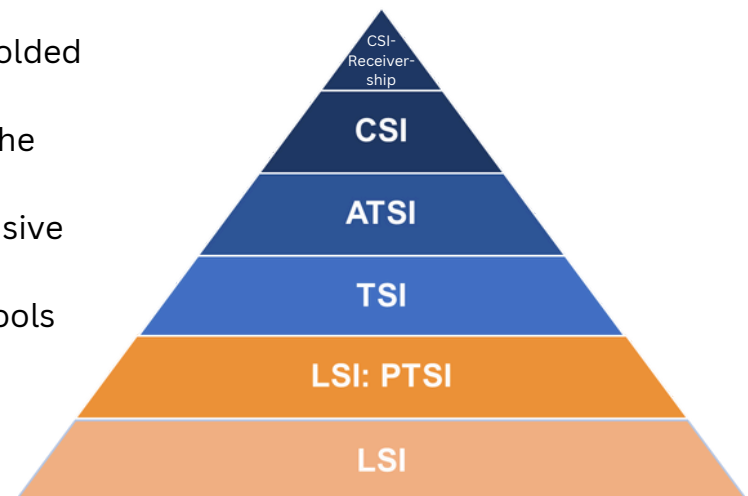 CSI-
Receiver-
ship
CSI
ATSI
TSI
LSI: PTSI
LSI
olded
he
sive
ools